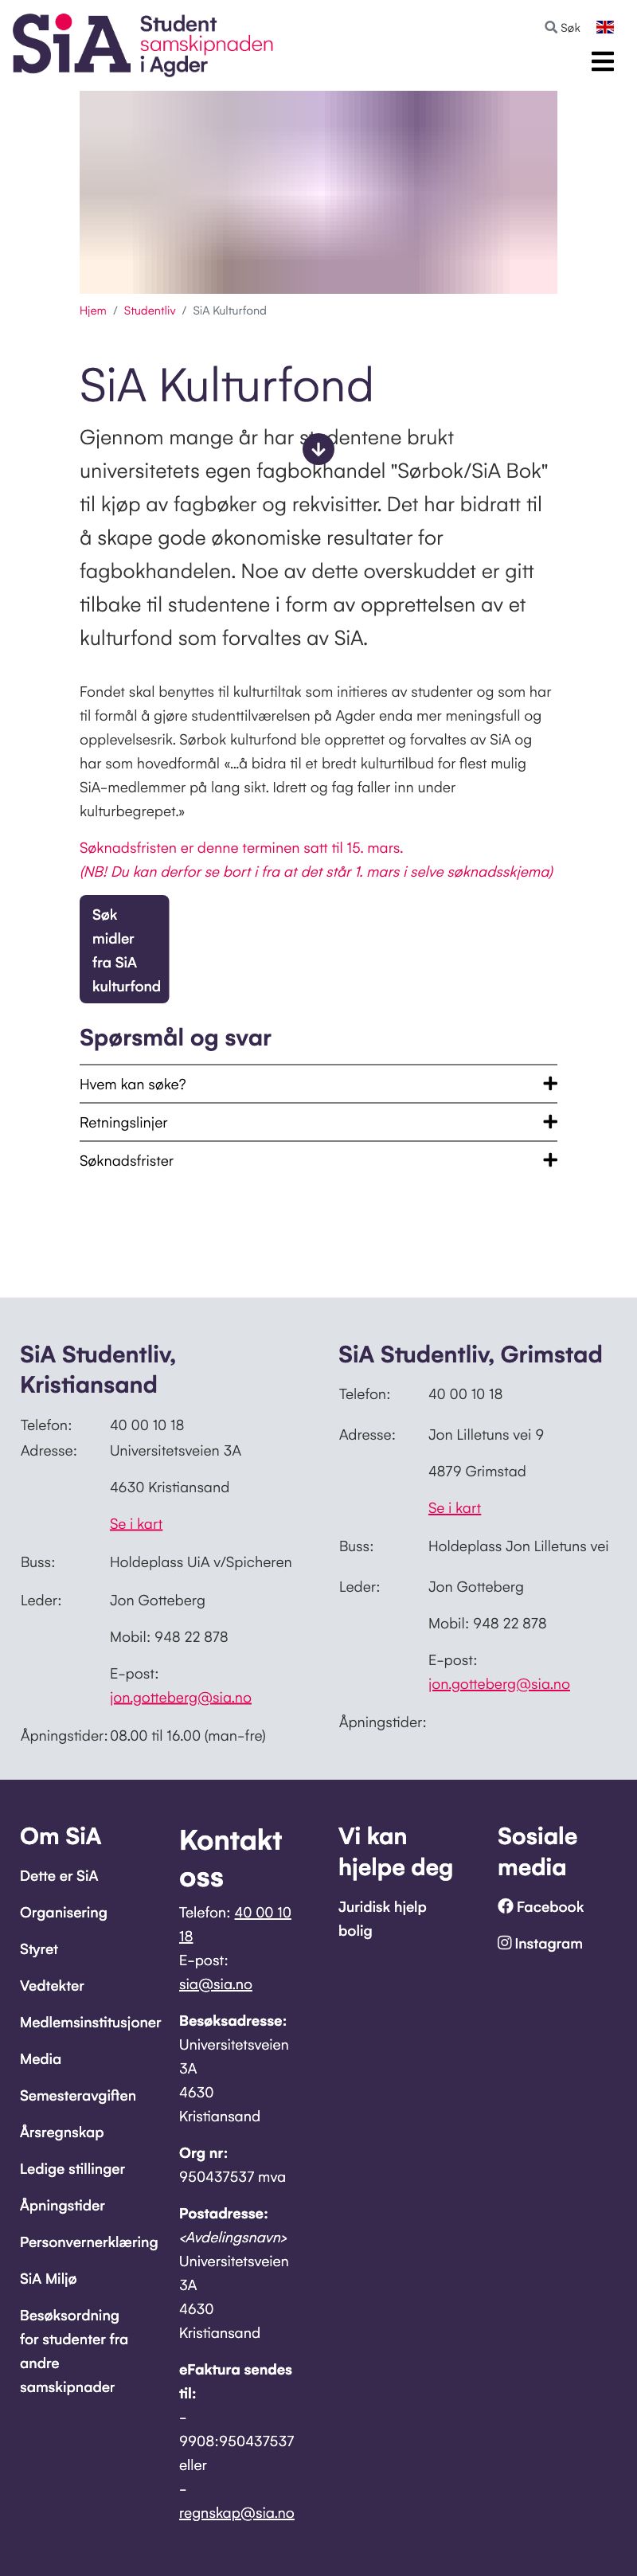 SiA Student
samskipnaden
i Agder
Søk
Hjem / Studentliv / SiA Kulturfond
SiA Kulturfond
Gjennom mange år har studentene brukt
universitetets egen fagbokhandel "Sørbok/SiA Bok"
til kjøp av fagbøker og rekvisitter. Det har bidratt til
å skape gode økonomiske resultater for
fagbokhandelen. Noe av dette overskuddet er gitt
tilbake til studentene i form av opprettelsen av et
kulturfond som forvaltes av SiA.
Fondet skal benyttes til kulturtiltak som initieres av studenter og som har
til formål å gjøre studenttilværelsen på Agder enda mer meningsfull og
opplevelsesrik. Sørbok kulturfond ble opprettet og forvaltes av SiA og
har som hovedformål «...å bidra til et bredt kulturtilbud for flest mulig
SiA-medlemmer på lang sikt. Idrett og fag faller inn under
kulturbegrepet.»
Søknadsfristen er denne terminen satt til 15. mars.
(NB! Du kan derfor se bort i fra at det står 1. mars i selve søknadsskjema)
Søk
midler
fra SiA
kulturfond
Spørsmål og svar
Hvem kan søke?
Retningslinjer
Søknadsfrister
SiA Studentliv,
Kristiansand
Telefon: 40 00 10 18
Adresse: Universitetsveien 3A
4630 Kristiansand
Se i kart
Buss: Holdeplass UiA v/Spicheren
Leder: Jon Gotteberg
Mobil: 948 22 878
E-post:
jon.gotteberg@sia.no
Åpningstider: 08.00 til 16.00 (man-fre)
SiA Studentliv, Grimstad
Telefon: 40 00 10 18
Adresse: Jon Lilletuns vei 9
4879 Grimstad
Se i kart
Buss: Holdeplass Jon Lilletuns vei
Leder: Jon Gotteberg
Mobil: 948 22 878
E-post:
jon.gotteberg@sia.no
Åpningstider:
Om SiA
Dette er SiA
Organisering
Styret
Vedtekter
Medlemsinstitusjoner
Media
Semesteravgiften
Årsregnskap
Ledige stillinger
Åpningstider
Personvernerklæring
SiA Miljø
Besøksordning
for studenter fra
andre
samskipnader
Kontakt
oss
Telefon: 40 00 10
18
E-post:
sia@sia.no
Besøksadresse:
Universitetsveien
3A
4630
Kristiansand
Org nr:
950437537 mva
Postadresse:
<Avdelingsnavn>
Universitetsveien
3A
4630
Kristiansand
eFaktura sendes
til:
-
9908:950437537
eller
-
regnskap@sia.no
Vi kan
hjelpe deg
Juridisk hjelp
bolig
Sosiale
media
Facebook
Instagram